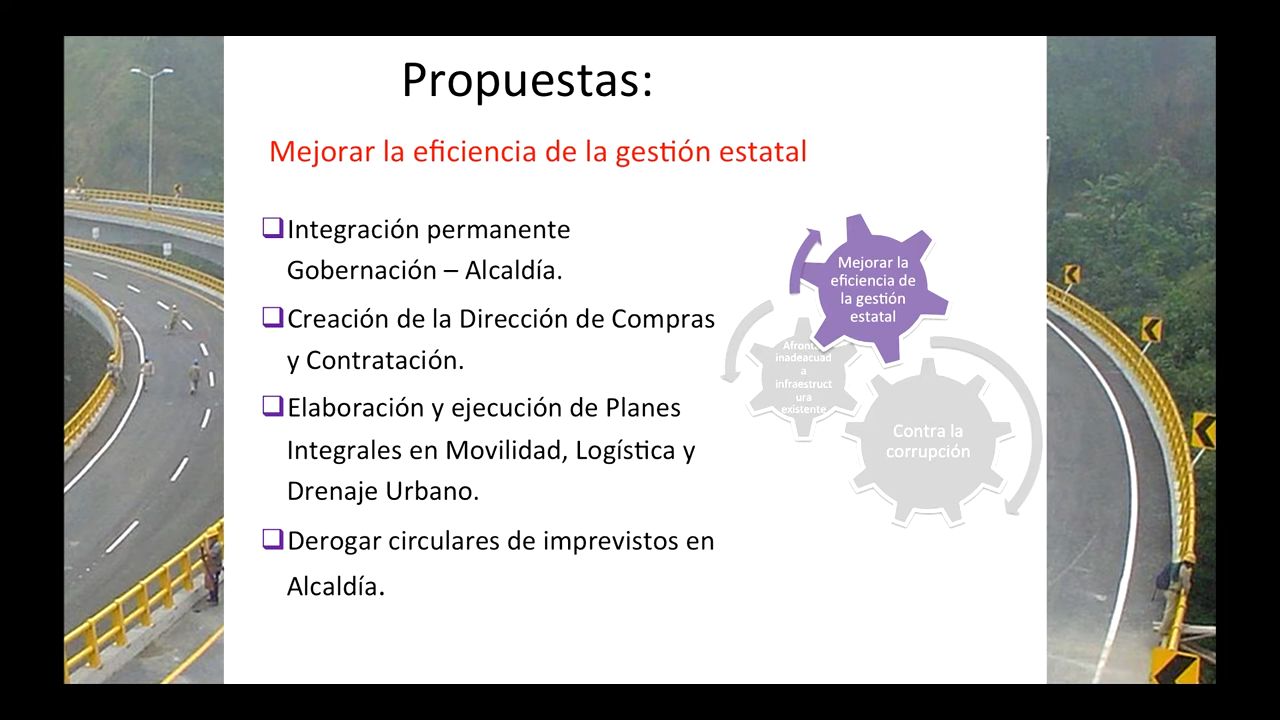 Propuestas:
Mejorar la eficiencia de la gestión estatal
Integración permanente
Gobernación – Alcaldía.
Creación de la Dirección de Compras
y Contratación.
Elaboración y ejecución de Planes
Integrales en Movilidad, Logística y
Drenaje Urbano.
Derogar circulares de imprevistos en
Alcaldía.
Mejorar la
eficiencia de
la gestión
estatal
inadeacuad
a
infraestruct
ura
existente
Contra la
corrupción